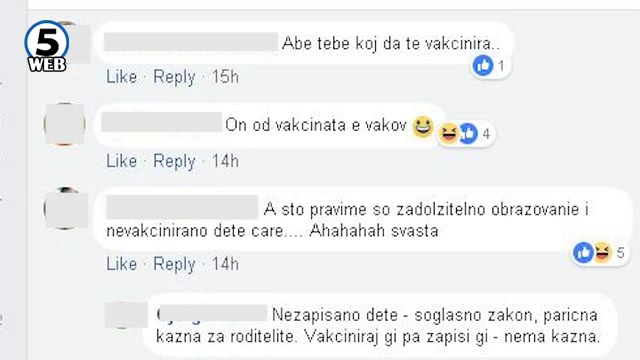 5
WEB
Abe tebe koj da te vakcinira..
1
Like · Reply · 15h
On od vakcinata e vakov
4
Like · Reply · 14h
A sto pravime so zadolzitelno obrazovanie i
nevakcinirano dete care.... Ahahahah svasta
5
Like · Reply · 14h
Nezapisano dete - soglasno zakon, paricna
kazna za roditelite. Vakciniraj gi pa zapisi gi - nema kazna.